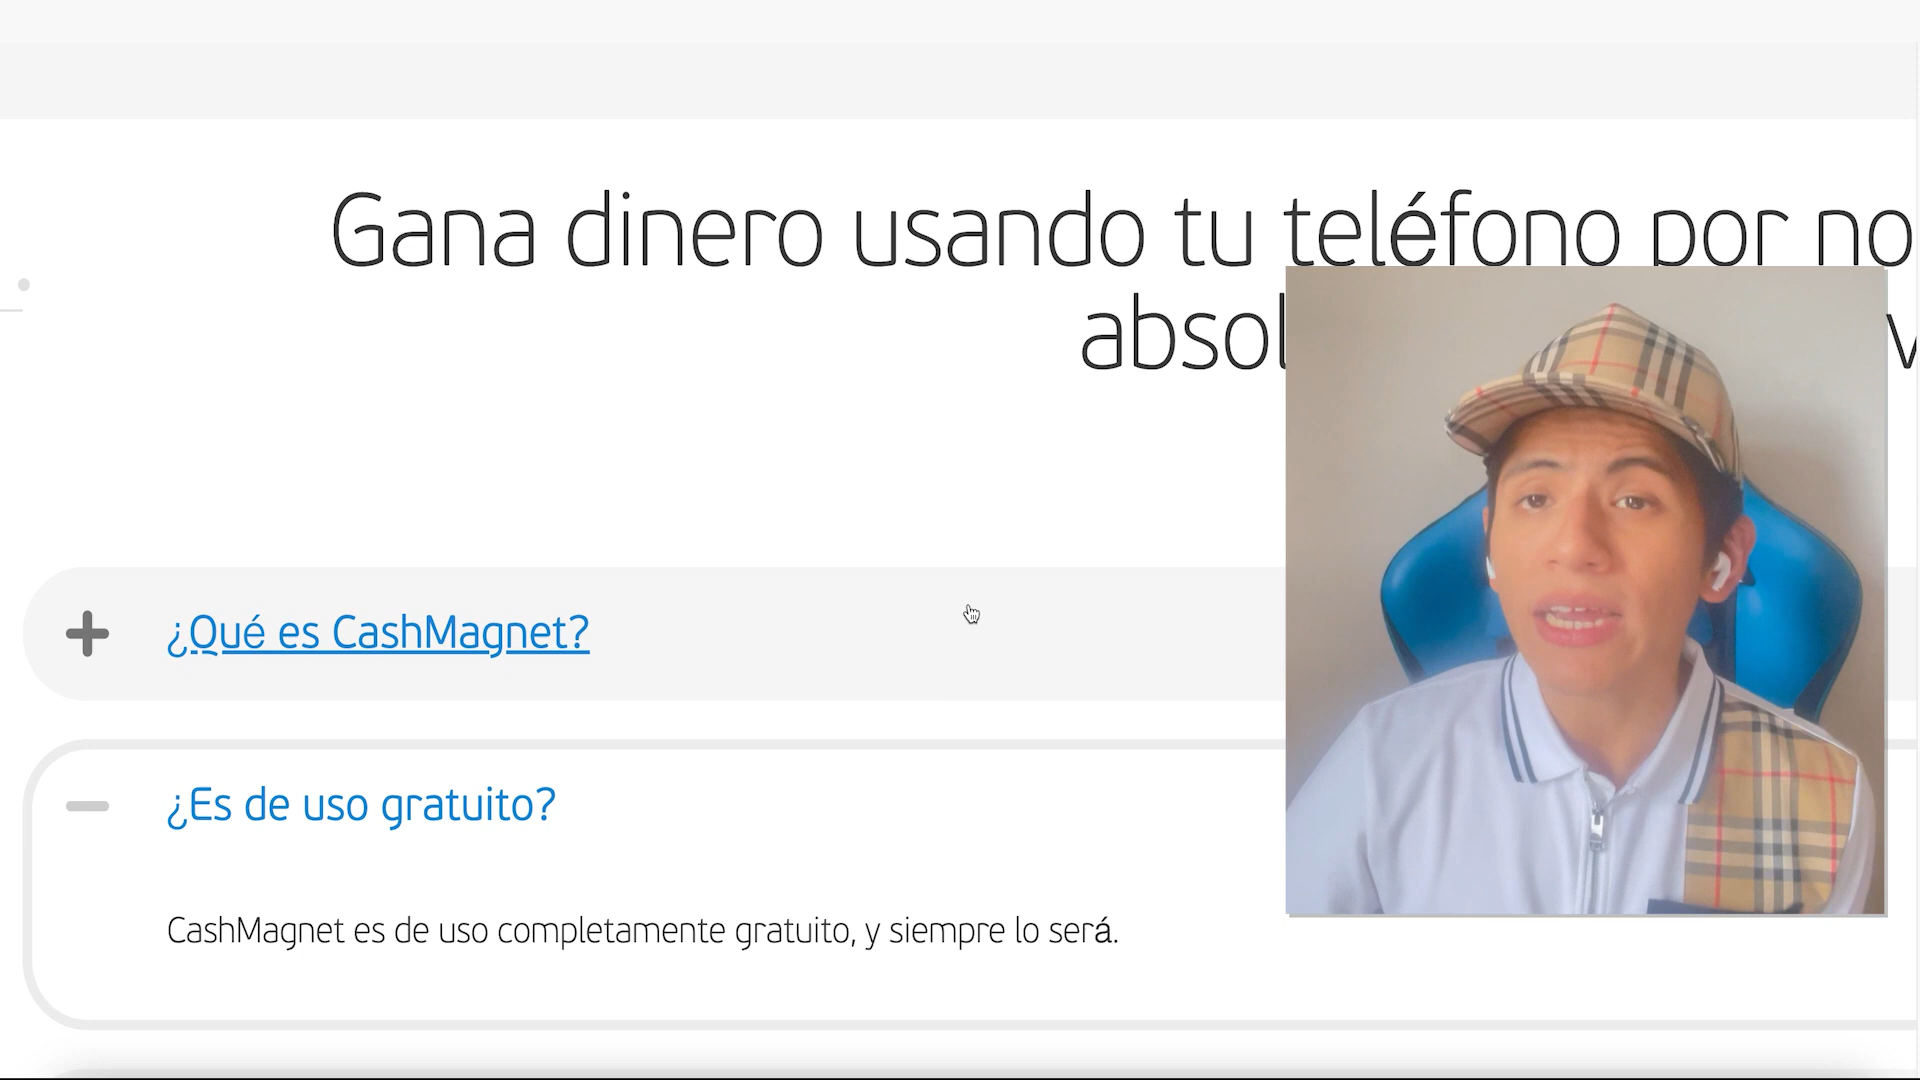 Gana dinero usando tu teléfono por no
absol
¿Qué es CashMagnet?
¿Es de uso gratuito?
CashMagnet es de uso completamente gratuito, y siempre lo será.